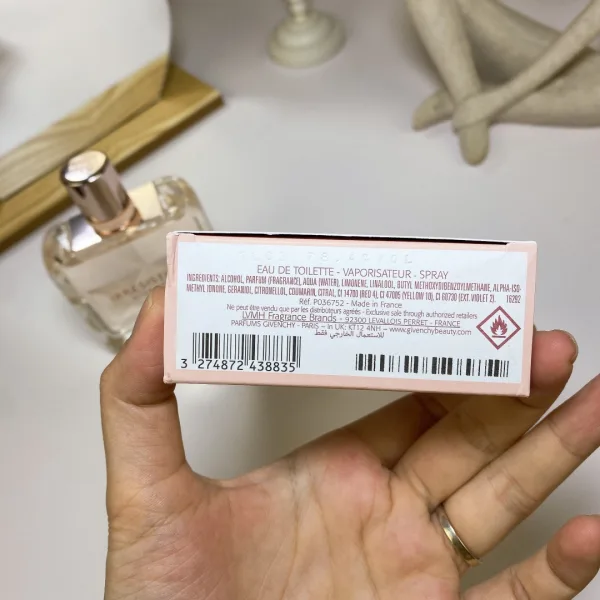 EAU DE TOILETTE - VAPORISATEUR - SPRAY
INGREDIENTS: ALCOHOL, PARFUM (FRAGRANCE), AQUA (WATER), LIMONENE, LINALOOL, BUTYL METHOXYDIBENZOYLMETHANE, ALPHA-ISO-
METHYL IONONE, GERANIOL, CITRONELLOL, COUMARIN, CITRAL, CI 14700 (RED 4), CI 47005 (YELLOW 10), CI 60730 (EXT. VIOLET 2). 16292
Réf. P036752 - Made in France
Ne peut être vendu que par les distributeurs agréés - Exclusive sale through authorized retailers
LVMH Fragrance Brands - 92300 LEVALLOIS PERRET - FRANCE
PARFUMS GIVENCHY - PARIS - In UK: KT12 4NH - www.givenchybeauty.com
للاستعمال الخارجي فقط
3 274872 438835